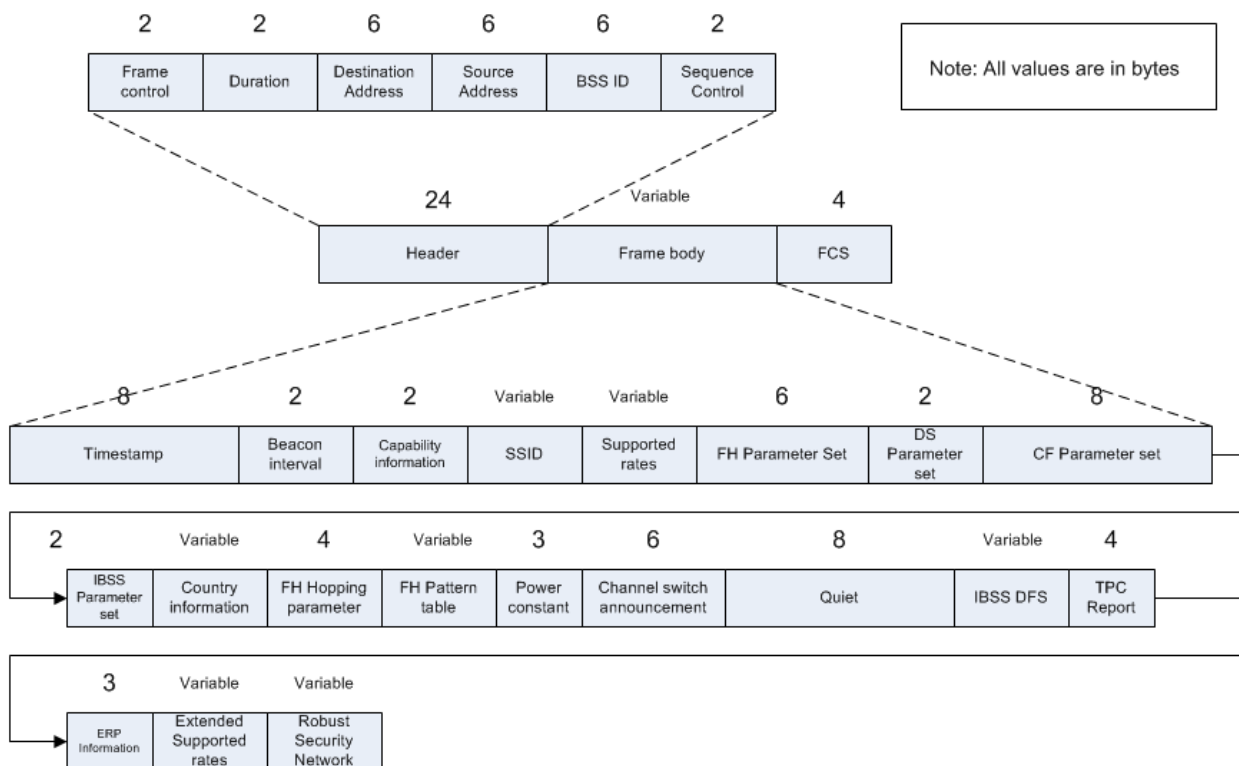 2 2 6 6 6 2
Frame control
Duration
Destination Address
Source Address
BSS ID
Sequence Control
Note: All values are in bytes
24 Variable 4
Header
Frame body
FCS
8 2 2 Variable Variable 6 2 8
Timestamp
Beacon interval
Capability information
SSID
Supported rates
FH Parameter Set
DS Parameter set
CF Parameter set
2 Variable 4 Variable 3 6 8 Variable 4
IBSS Parameter set
Country information
FH Hopping parameter
FH Pattern table
Power constant
Channel switch announcement
Quiet
IBSS DFS
TPC Report
3 Variable Variable
ERP Information
Extended Supported rates
Robust Security Network